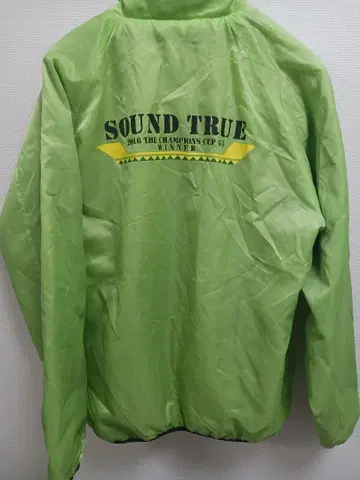 SOUND TRUE
2016 THE CHAMPIONS CUP G1
WINNER